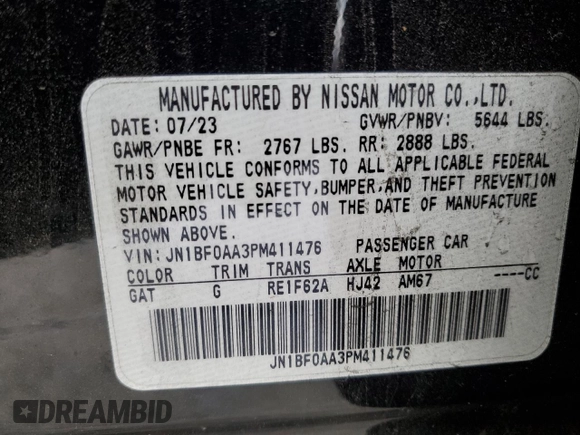 MANUFACTURED BY NISSAN MOTOR CO.,LTD.
DATE: 07/23 GVWR/PNBV: 5644 LBS.
GAWR/PNBE FR: 2767 LBS. RR: 2888 LBS.
THIS VEHICLE CONFORMS TO ALL APPLICABLE FEDERAL
MOTOR VEHICLE SAFETY,BUMPER,AND THEFT PREVENTION
STANDARDS IN EFFECT ON THE DATE OF MANUFACTURE
SHOWN ABOVE.
VIN: JN1BF0AA3PM411476 PASSENGER CAR
COLOR TRIM TRANS AXLE MOTOR
GAT G RE1F62A HJ42 AM67 ----CC
JN1BF0AA3PM411476
DREAMBID